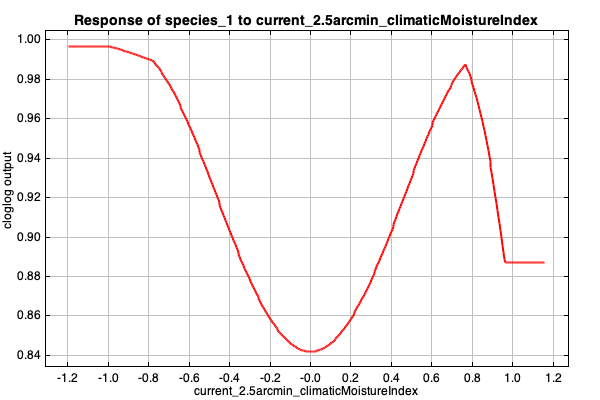 Response of species_1 to current_2.5arcmin_climaticMoistureIndex
1.00
0.98
0.96
0.94
0.92
0.90
0.88
0.86
0.84
cloglog output
-1.2 -1.0 -0.8 -0.6 -0.4 -0.2 -0.0 0.2 0.4 0.6 0.8 1.0 1.2
current_2.5arcmin_climaticMoistureIndex